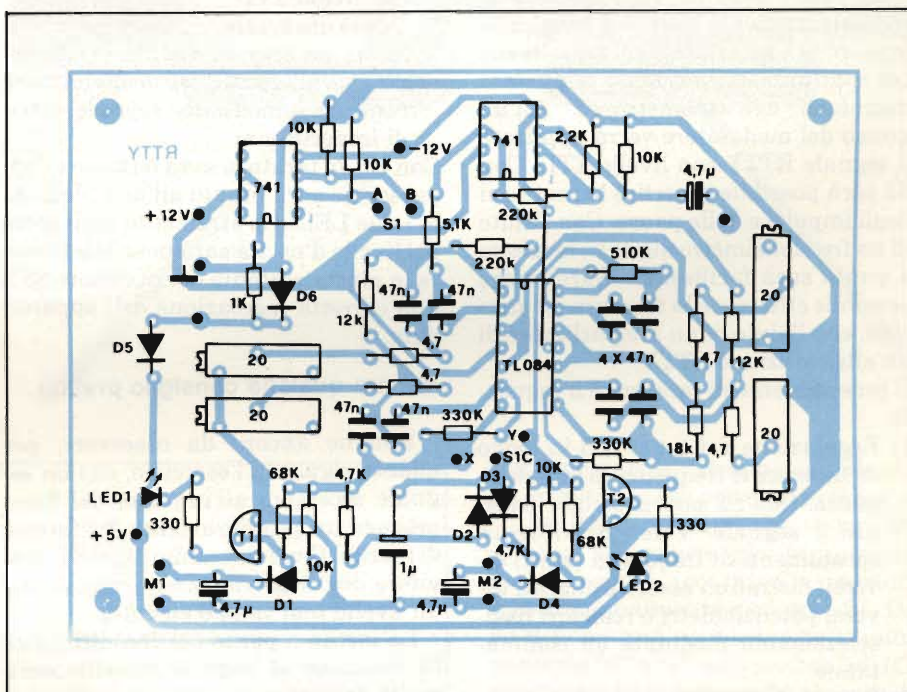 10K
10K
−12V
741
2,2K
10K
RTTY
741
4,7µ
+12V
A
B
S1
220k
5,1K
220k
510K
1K
D6
47n
47n
12k
TL084
20
D5
4,7
4 X 47n
4,7
12K
20
4,7
20
47n
47n
330K
Y
18k
4,7
20
330K
X
S1C
LED1
68K
4,7K
D3
10K
T2
330
T1
D2
330
+5V
1µ
4,7K
68K
10K
LED2
M1
M2
4,7µ
D1
4,7µ
D4